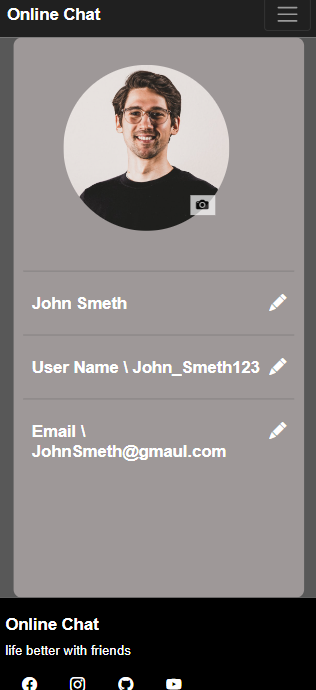 Online Chat
John Smeth
User Name \ John_Smeth123
Email \
JohnSmeth@gmaul.com
Online Chat
life better with friends